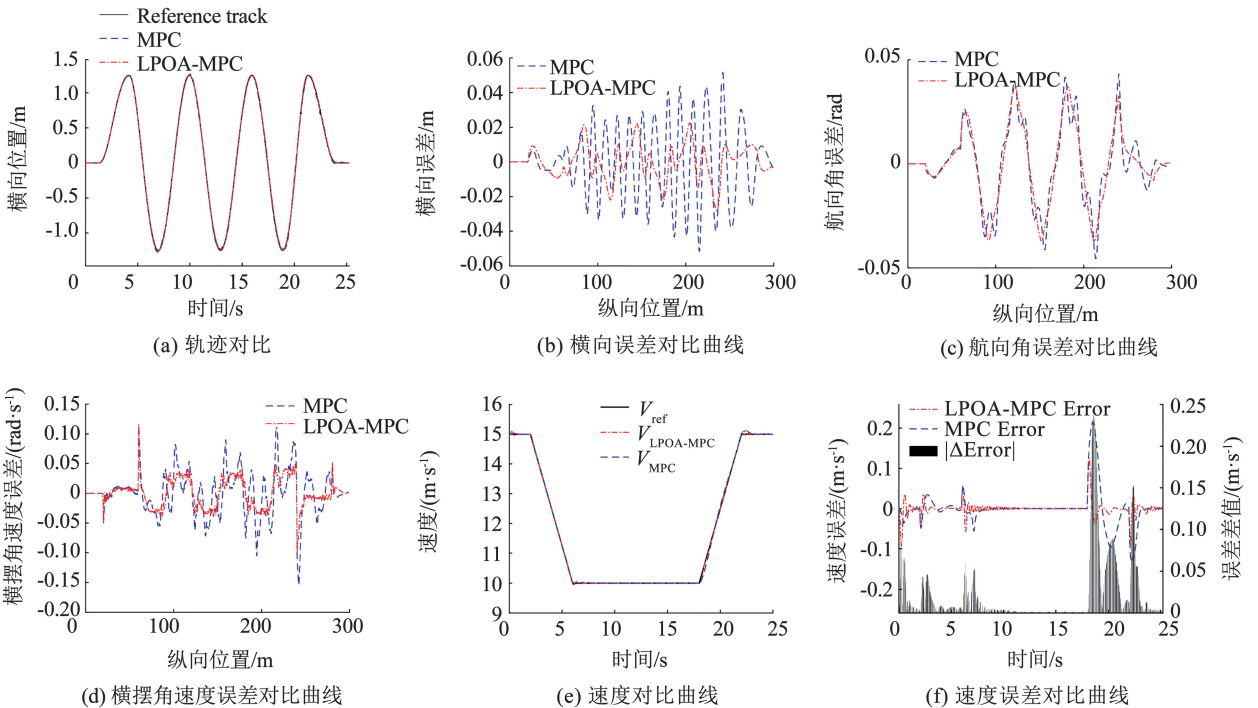 Reference track
MPC
LPOA-MPC
1.5
1.0
0.5
0
-0.5
-1.0
横向位置/m
0 5 10 15 20 25
时间/s
(a) 轨迹对比
MPC
LPOA-MPC
0.06
0.04
0.02
0
-0.02
-0.04
-0.06
横向误差/m
0 100 200 300
纵向位置/m
(b) 横向误差对比曲线
MPC
LPOA-MPC
0.05
0
-0.05
航向角误差/rad
0 100 200 300
纵向位置/m
(c) 航向角误差对比曲线
MPC
LPOA-MPC
0.15
0.10
0.05
0
-0.05
-0.10
-0.15
-0.20
横摆角速度误差/(rad·s-1)
0 100 200 300
纵向位置/m
(d) 横摆角速度误差对比曲线
Vref
VLPOA-MPC
VMPC
16
15
14
13
12
11
10
9
速度/(m·s-1)
0 5 10 15 20 25
时间/s
(e) 速度对比曲线
LPOA-MPC Error
MPC Error
|ΔError|
0.2
0.1
0
-0.1
-0.2
速度误差/(m·s-1)
0.25
0.20
0.15
0.10
0.05
0
误差差值/(m·s-1)
0 5 10 15 20 25
时间/s
(f) 速度误差对比曲线